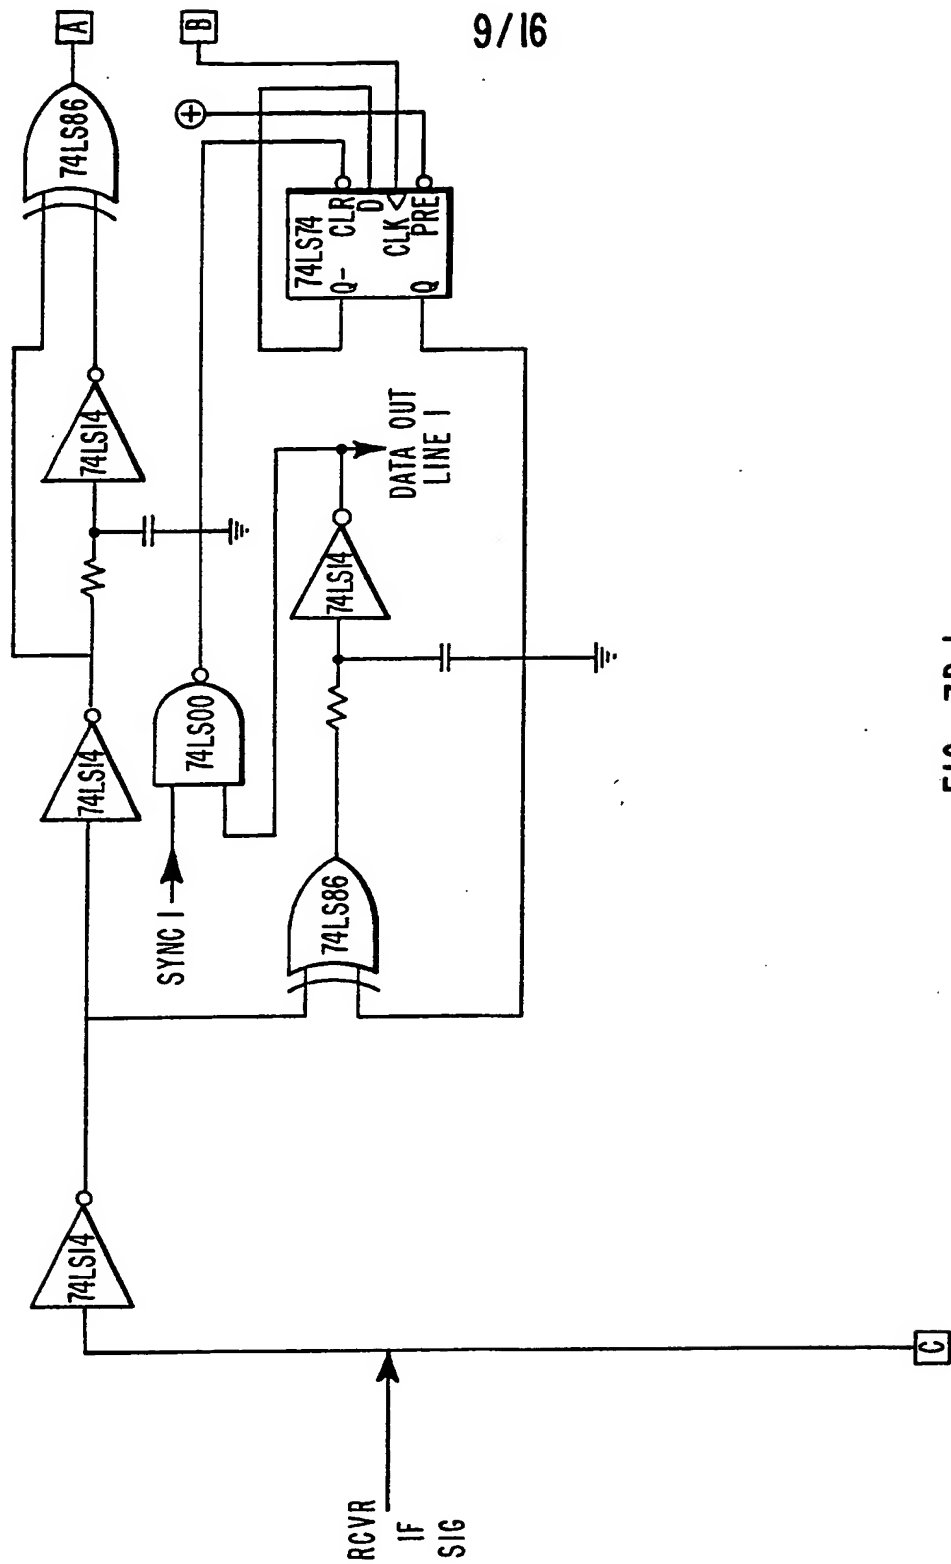 9/16
A
B
74LS86
74LS74
CLR
D
CLK
PRE
Q-
Q
74LS14
DATA OUT
LINE 1
74LS14
74LS14
74LS00
SYNC 1
74LS86
74LS14
RCVR
IF
SIG
C